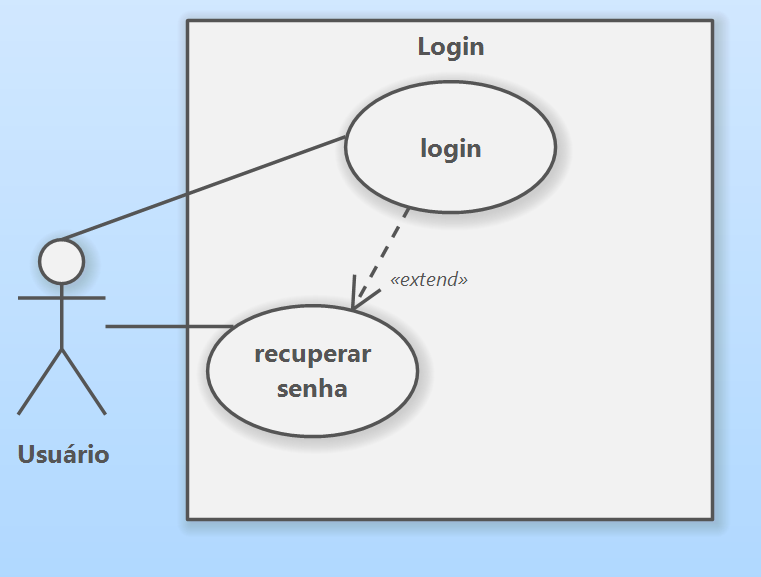 Login
login
«extend»
recuperar
senha
Usuário